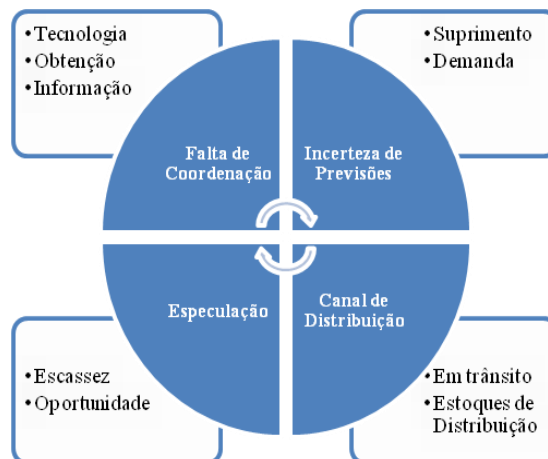 • Tecnologia
• Obtenção
• Informação
• Suprimento
• Demanda
Falta de
Coordenação
Incerteza de
Previsões
Especulação
Canal de
Distribuição
• Escassez
• Oportunidade
• Em trânsito
• Estoques de
Distribuição